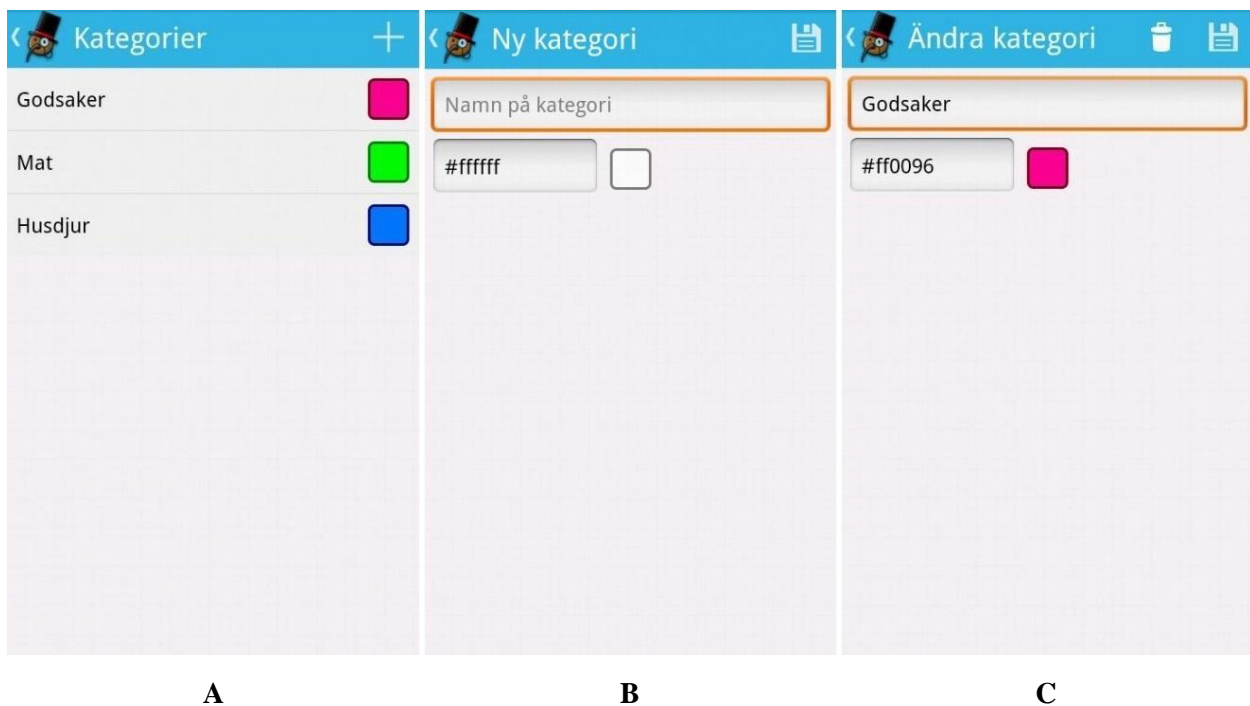 Kategorier
Godsaker
Mat
Husdjur
Ny kategori
Namn på kategori
#ffffff
Ändra kategori
Godsaker
#ff0096
A
B
C